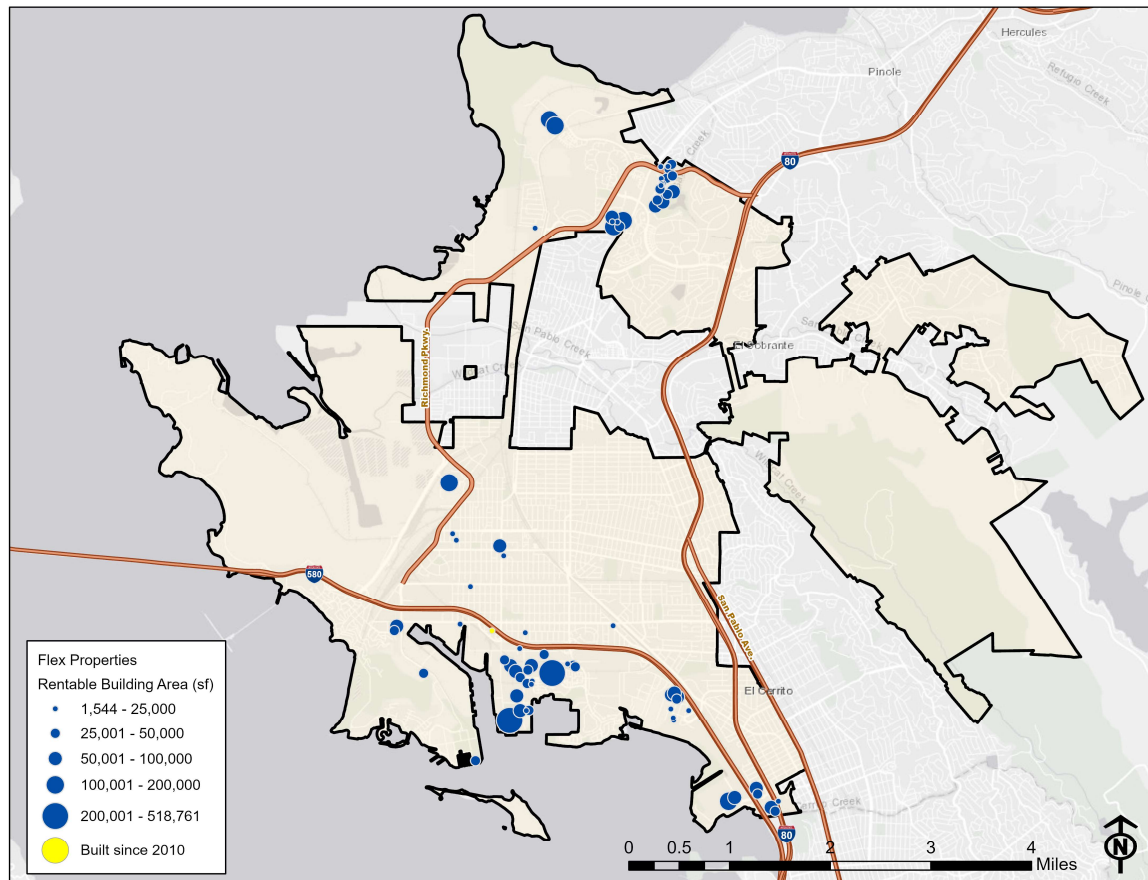 Hercules
Pinole
Refugio Creek
Creek
80
Pinole
San Pablo Creek
El Sobrante
Creek
Richmond Pkwy.
580
San Pablo Ave.
El Cerrito
Creek
80
Flex Properties
Rentable Building Area (sf)
1,544 - 25,000
25,001 - 50,000
50,001 - 100,000
100,001 - 200,000
200,001 - 518,761
Built since 2010
0 0.5 1 2 3 4
Miles
N